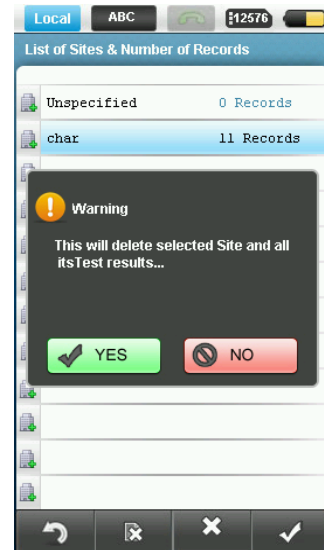 Local ABC 12576
List of Sites & Number of Records
Unspecified 0 Records
char 11 Records
Warning
This will delete selected Site and all
itsTest results...
YES NO